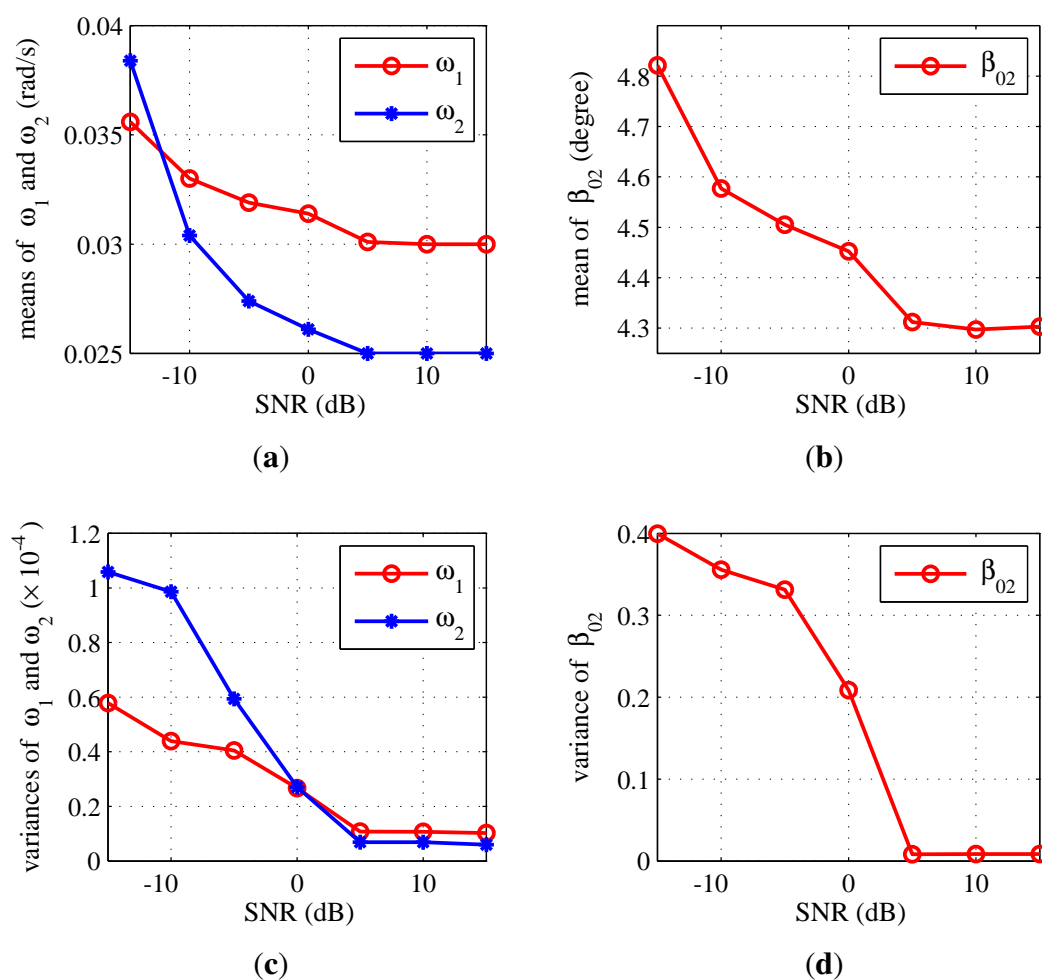 0.04
0.035
0.03
0.025
-10
0
10
SNR (dB)
means of ω1 and ω2 (rad/s)
ω1
ω2
(a)
4.8
4.7
4.6
4.5
4.4
4.3
-10
0
10
SNR (dB)
mean of β02 (degree)
β02
(b)
1.2
1
0.8
0.6
0.4
0.2
0
-10
0
10
SNR (dB)
variances of ω1 and ω2 (×10-4)
ω1
ω2
(c)
0.4
0.3
0.2
0.1
0
-10
0
10
SNR (dB)
variance of β02
β02
(d)